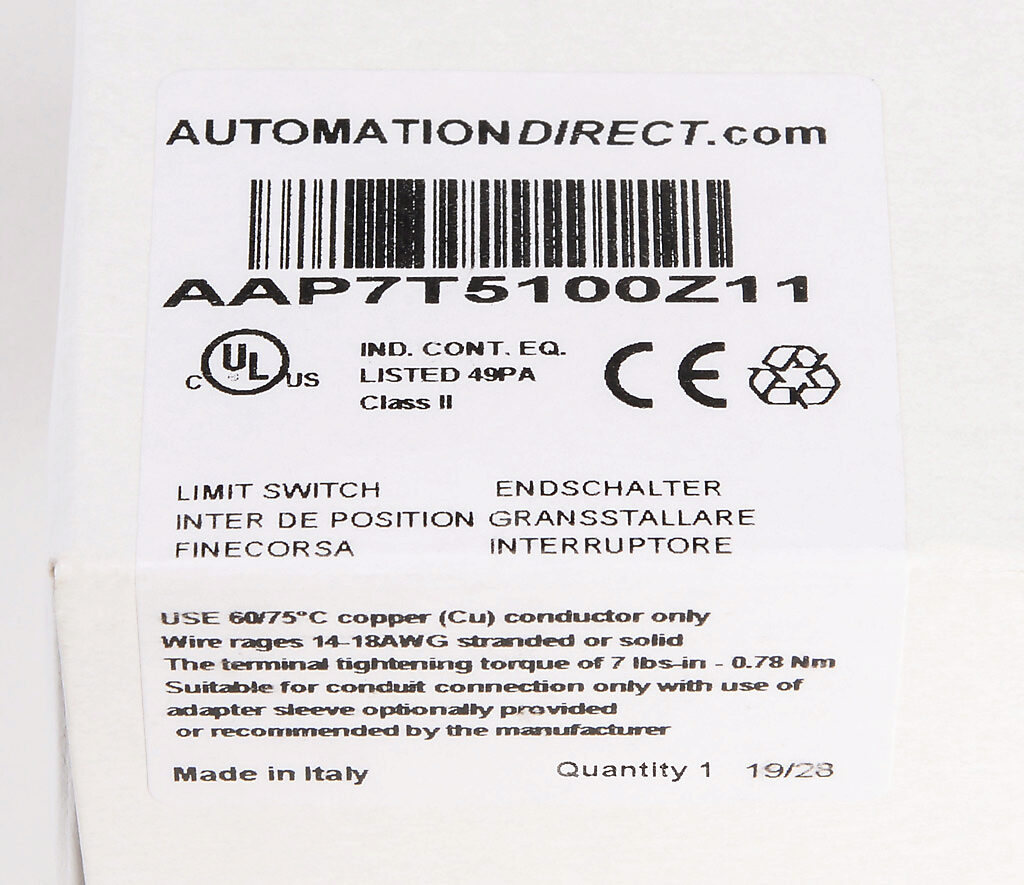 AUTOMATIONDIRECT.com
AAP7T5100Z11
C UL US
IND. CONT. EQ.
LISTED 49PA
Class II
CE
LIMIT SWITCH ENDSCHALTER
INTER DE POSITION GRANSSTALLARE
FINECORSA INTERRUPTORE
USE 60/75°C copper (Cu) conductor only
Wire rages 14-18AWG stranded or solid
The terminal tightening torque of 7 lbs-in - 0.78 Nm
Suitable for conduit connection only with use of
adapter sleeve optionally provided
or recommended by the manufacturer
Made in Italy Quantity 1 19/28